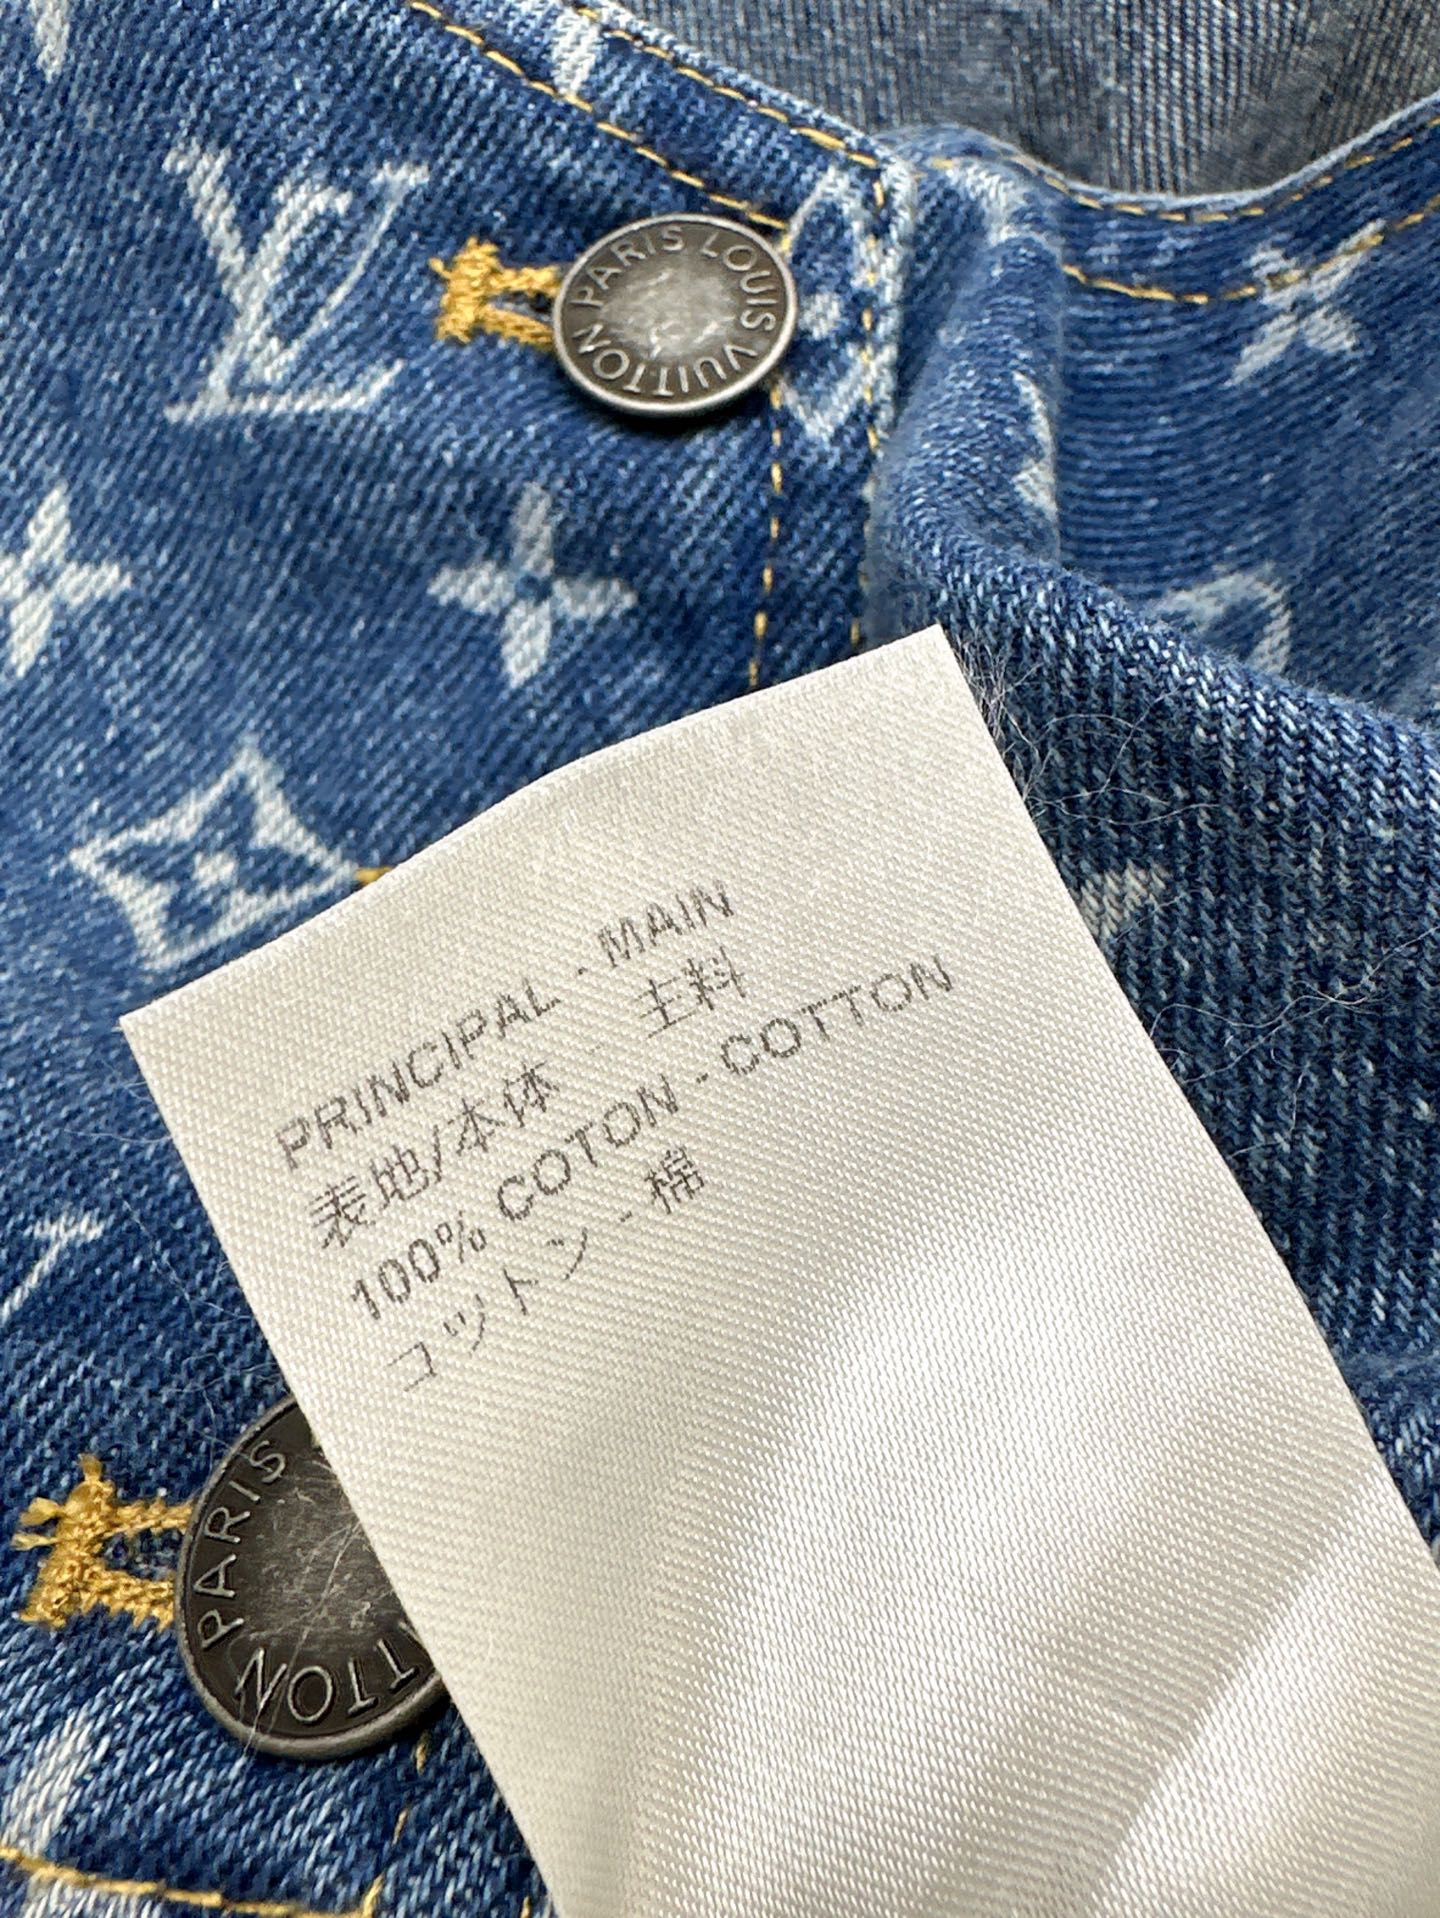 LV
PARIS LOUIS VUITTON
PRINCIPAL - MAIN
表地/本体 - 主料
100% COTON - COTTON
コットン - 棉
PARIS
TTON